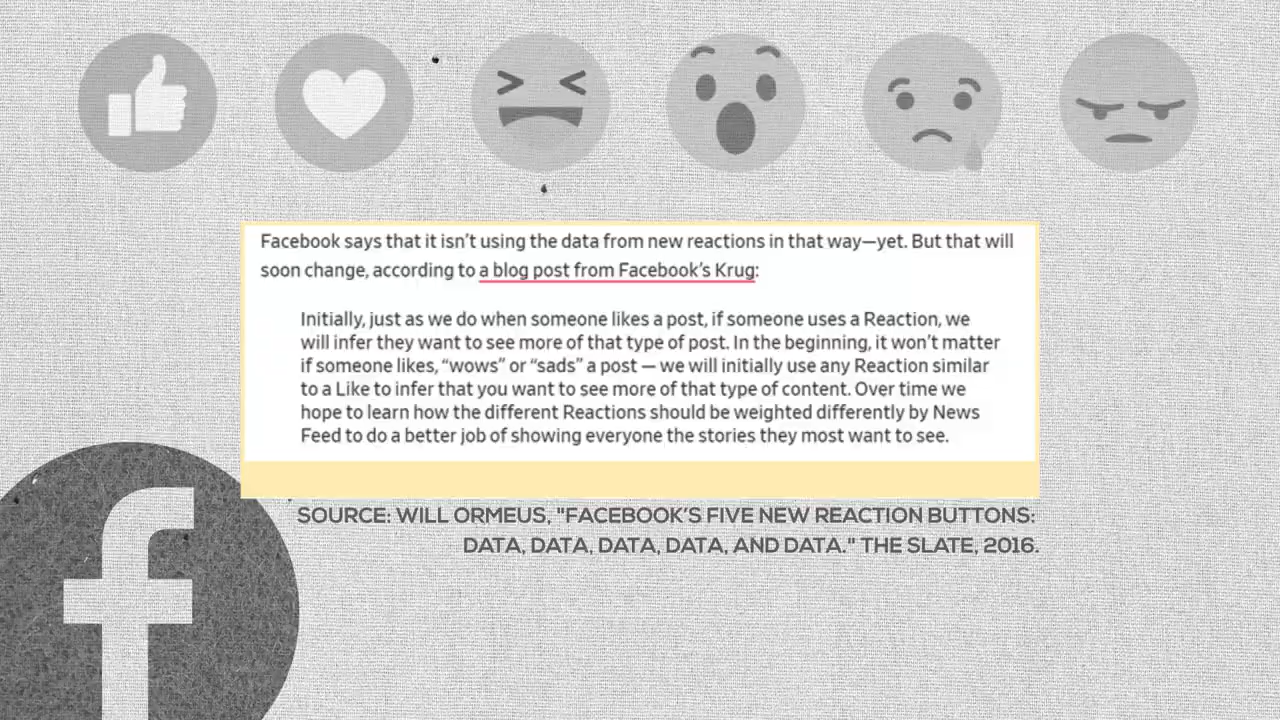 Facebook says that it isn't using the data from new reactions in that way—yet. But that will
soon change, according to a blog post from Facebook's Krug:
Initially, just as we do when someone likes a post, if someone uses a Reaction, we
will infer they want to see more of that type of post. In the beginning, it won't matter
if someone likes, “wows” or “sads” a post — we will initially use any Reaction similar
to a Like to infer that you want to see more of that type of content. Over time we
hope to learn how the different Reactions should be weighted differently by News
Feed to do a better job of showing everyone the stories they most want to see.
SOURCE: WILL ORMEUS, "FACEBOOK'S FIVE NEW REACTION BUTTONS:
DATA, DATA, DATA, DATA, AND DATA." THE SLATE, 2016.